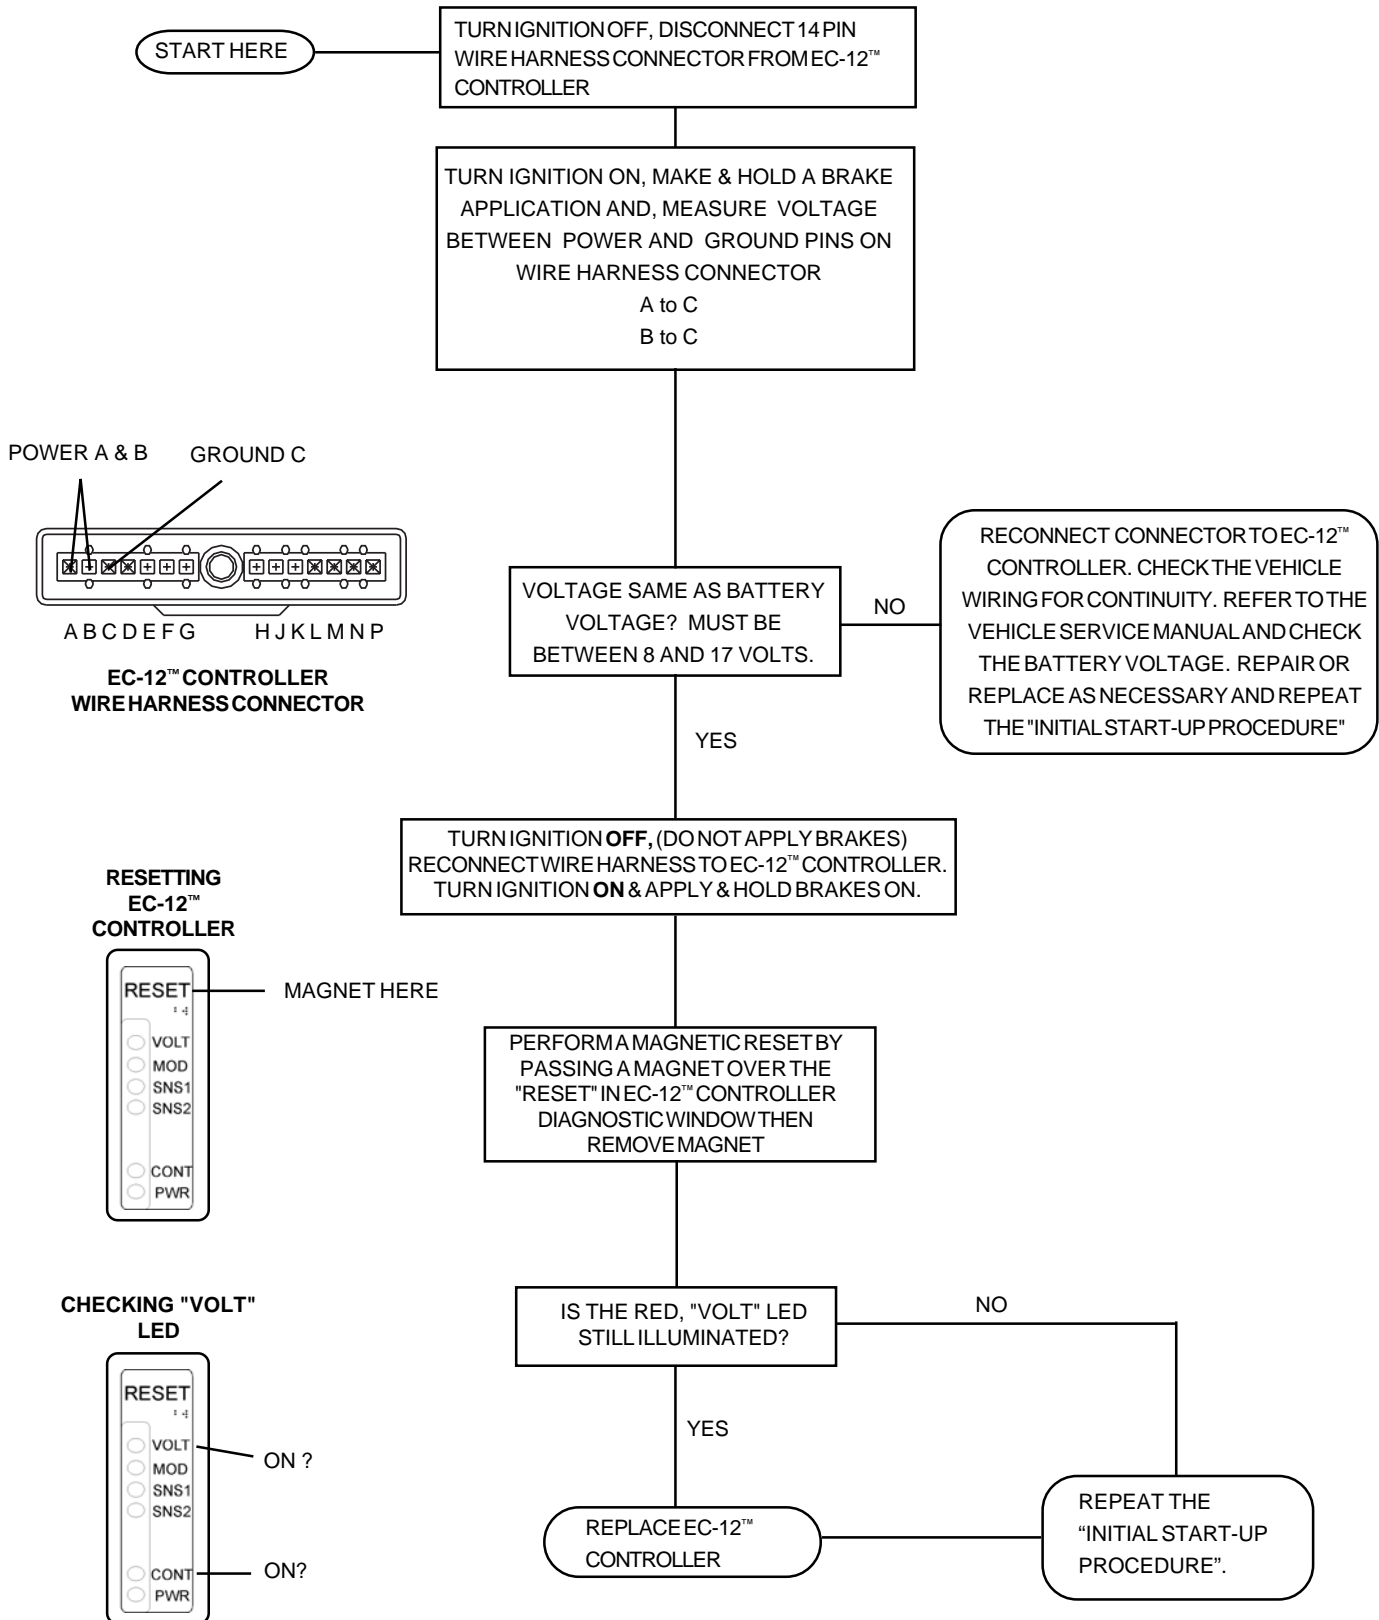 START HERE
TURN IGNITION OFF, DISCONNECT 14 PIN
WIRE HARNESS CONNECTOR FROM EC-12™
CONTROLLER
TURN IGNITION ON, MAKE & HOLD A BRAKE
APPLICATION AND, MEASURE VOLTAGE
BETWEEN POWER AND GROUND PINS ON
WIRE HARNESS CONNECTOR
A to C
B to C
POWER A & B
GROUND C
A B C D E F G
H J K L M N P
EC-12™ CONTROLLER
WIRE HARNESS CONNECTOR
VOLTAGE SAME AS BATTERY
VOLTAGE? MUST BE
BETWEEN 8 AND 17 VOLTS.
NO
RECONNECT CONNECTOR TO EC-12™
CONTROLLER. CHECK THE VEHICLE
WIRING FOR CONTINUITY. REFER TO THE
VEHICLE SERVICE MANUAL AND CHECK
THE BATTERY VOLTAGE. REPAIR OR
REPLACE AS NECESSARY AND REPEAT
THE "INITIAL START-UP PROCEDURE"
YES
TURN IGNITION OFF, (DO NOT APPLY BRAKES)
RECONNECT WIRE HARNESS TO EC-12™ CONTROLLER.
TURN IGNITION ON & APPLY & HOLD BRAKES ON.
RESETTING
EC-12™
CONTROLLER
RESET
VOLT
MOD
SNS1
SNS2
CONT
PWR
MAGNET HERE
PERFORM A MAGNETIC RESET BY
PASSING A MAGNET OVER THE
"RESET" IN EC-12™ CONTROLLER
DIAGNOSTIC WINDOW THEN
REMOVE MAGNET
CHECKING "VOLT"
LED
RESET
VOLT
MOD
SNS1
SNS2
CONT
PWR
ON ?
ON?
IS THE RED, "VOLT" LED
STILL ILLUMINATED?
NO
YES
REPLACE EC-12™
CONTROLLER
REPEAT THE
“INITIAL START-UP
PROCEDURE”.